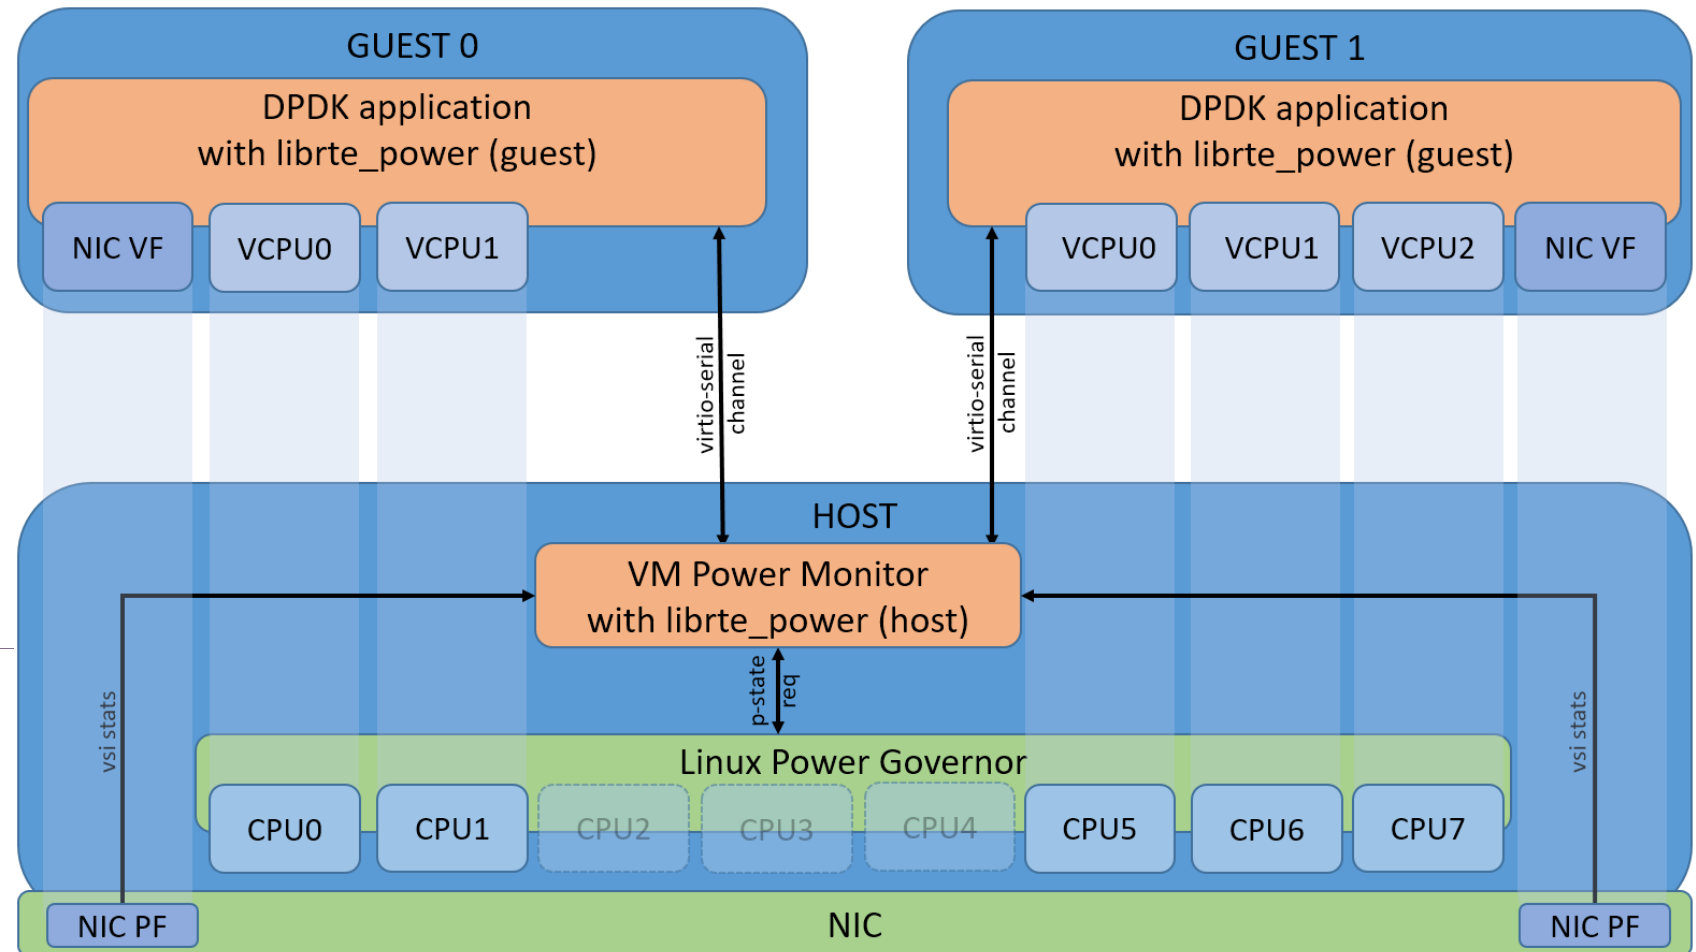 GUEST 0
DPDK application
with librte_power (guest)
NIC VF
VCPU0
VCPU1
GUEST 1
DPDK application
with librte_power (guest)
VCPU0
VCPU1
VCPU2
NIC VF
virtio-serial
channel
virtio-serial
channel
HOST
VM Power Monitor
with librte_power (host)
p-state
req
vsi stats
vsi stats
Linux Power Governor
CPU0
CPU1
CPU2
CPU3
CPU4
CPU5
CPU6
CPU7
NIC PF
NIC
NIC PF